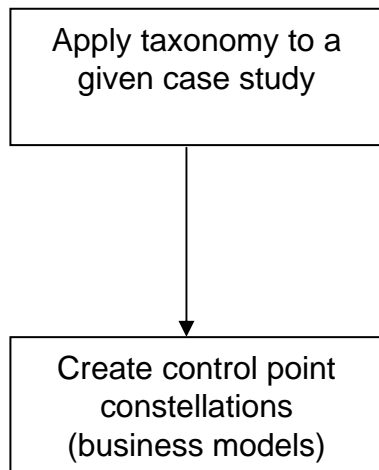 Apply taxonomy to a
given case study
Create control point
constellations
(business models)